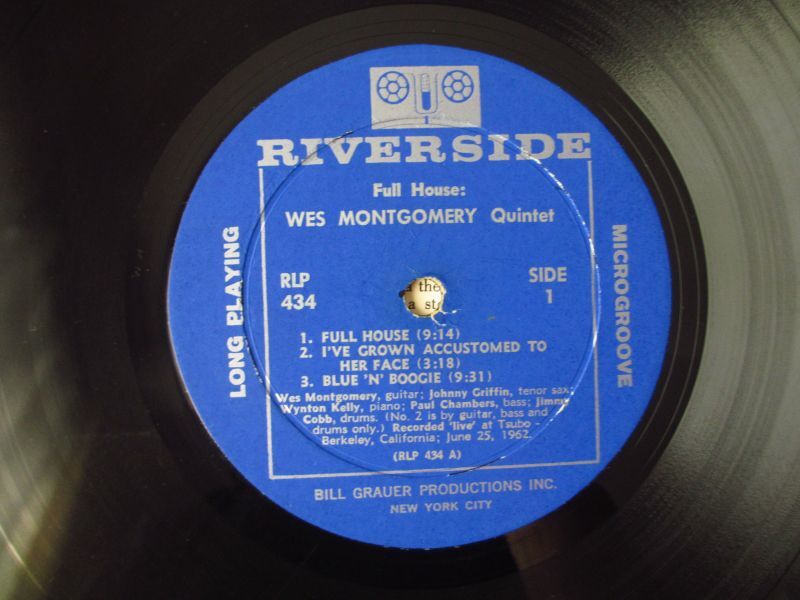 RIVERSIDE
Full House:
WES MONTGOMERY Quintet
LONG PLAYING
MICROGROOVE
RLP
434
SIDE
1
the
a st
1. FULL HOUSE (9:14)
2. I'VE GROWN ACCUSTOMED TO
HER FACE (3:18)
3. BLUE 'N' BOOGIE (9:31)
Wes Montgomery, guitar; Johnny Griffin, tenor sax;
Wynton Kelly, piano; Paul Chambers, bass; Jimmy
Cobb, drums. (No. 2 is by guitar, bass and
drums only.) Recorded 'live' at Tsubo -
Berkeley, California; June 25, 1962.
(RLP 434 A)
BILL GRAUER PRODUCTIONS INC.
NEW YORK CITY